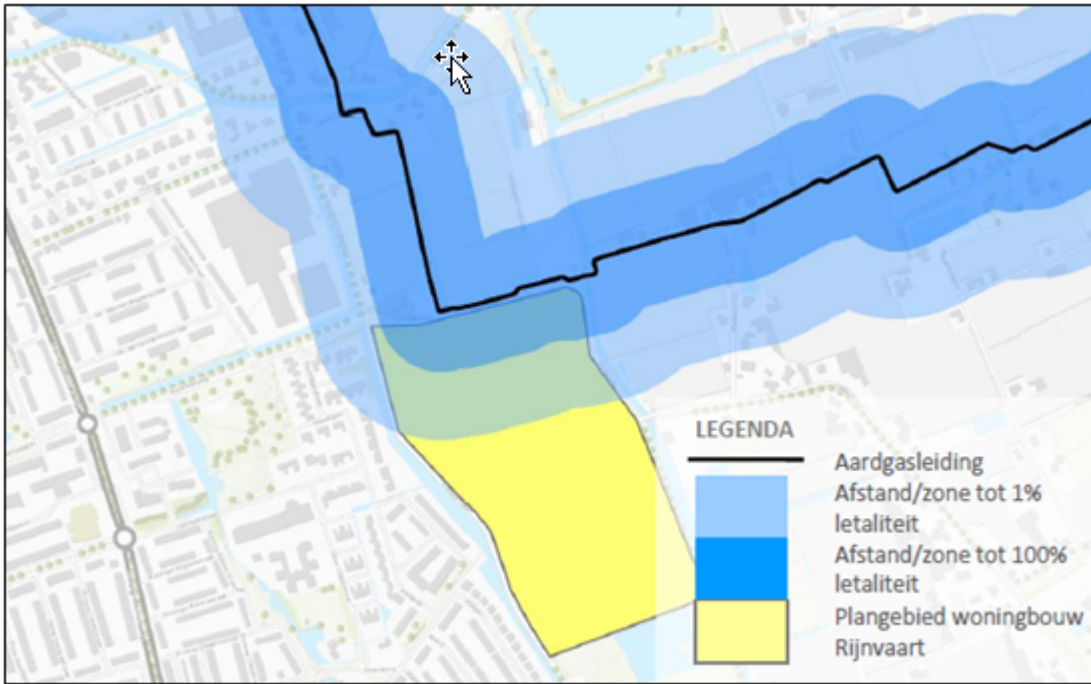 LEGENDA
Aardgasleiding
Afstand/zone tot 1%
letaliteit
Afstand/zone tot 100%
letaliteit
Plangebied woningbouw
Rijnvaart